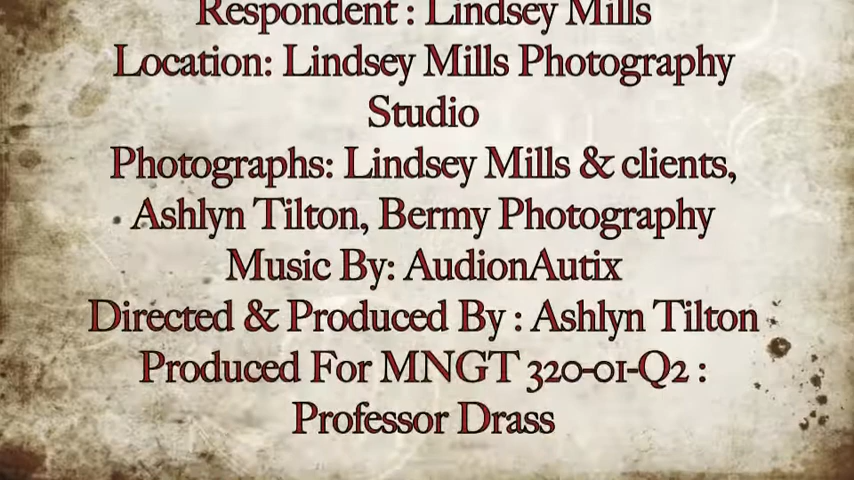 Respondent : Lindsey Mills
Location: Lindsey Mills Photography
Studio
Photographs: Lindsey Mills & clients,
Ashlyn Tilton, Bermy Photography
Music By: AudionAutix
Directed & Produced By : Ashlyn Tilton
Produced For MNGT 320-01-Q2 :
Professor Drass